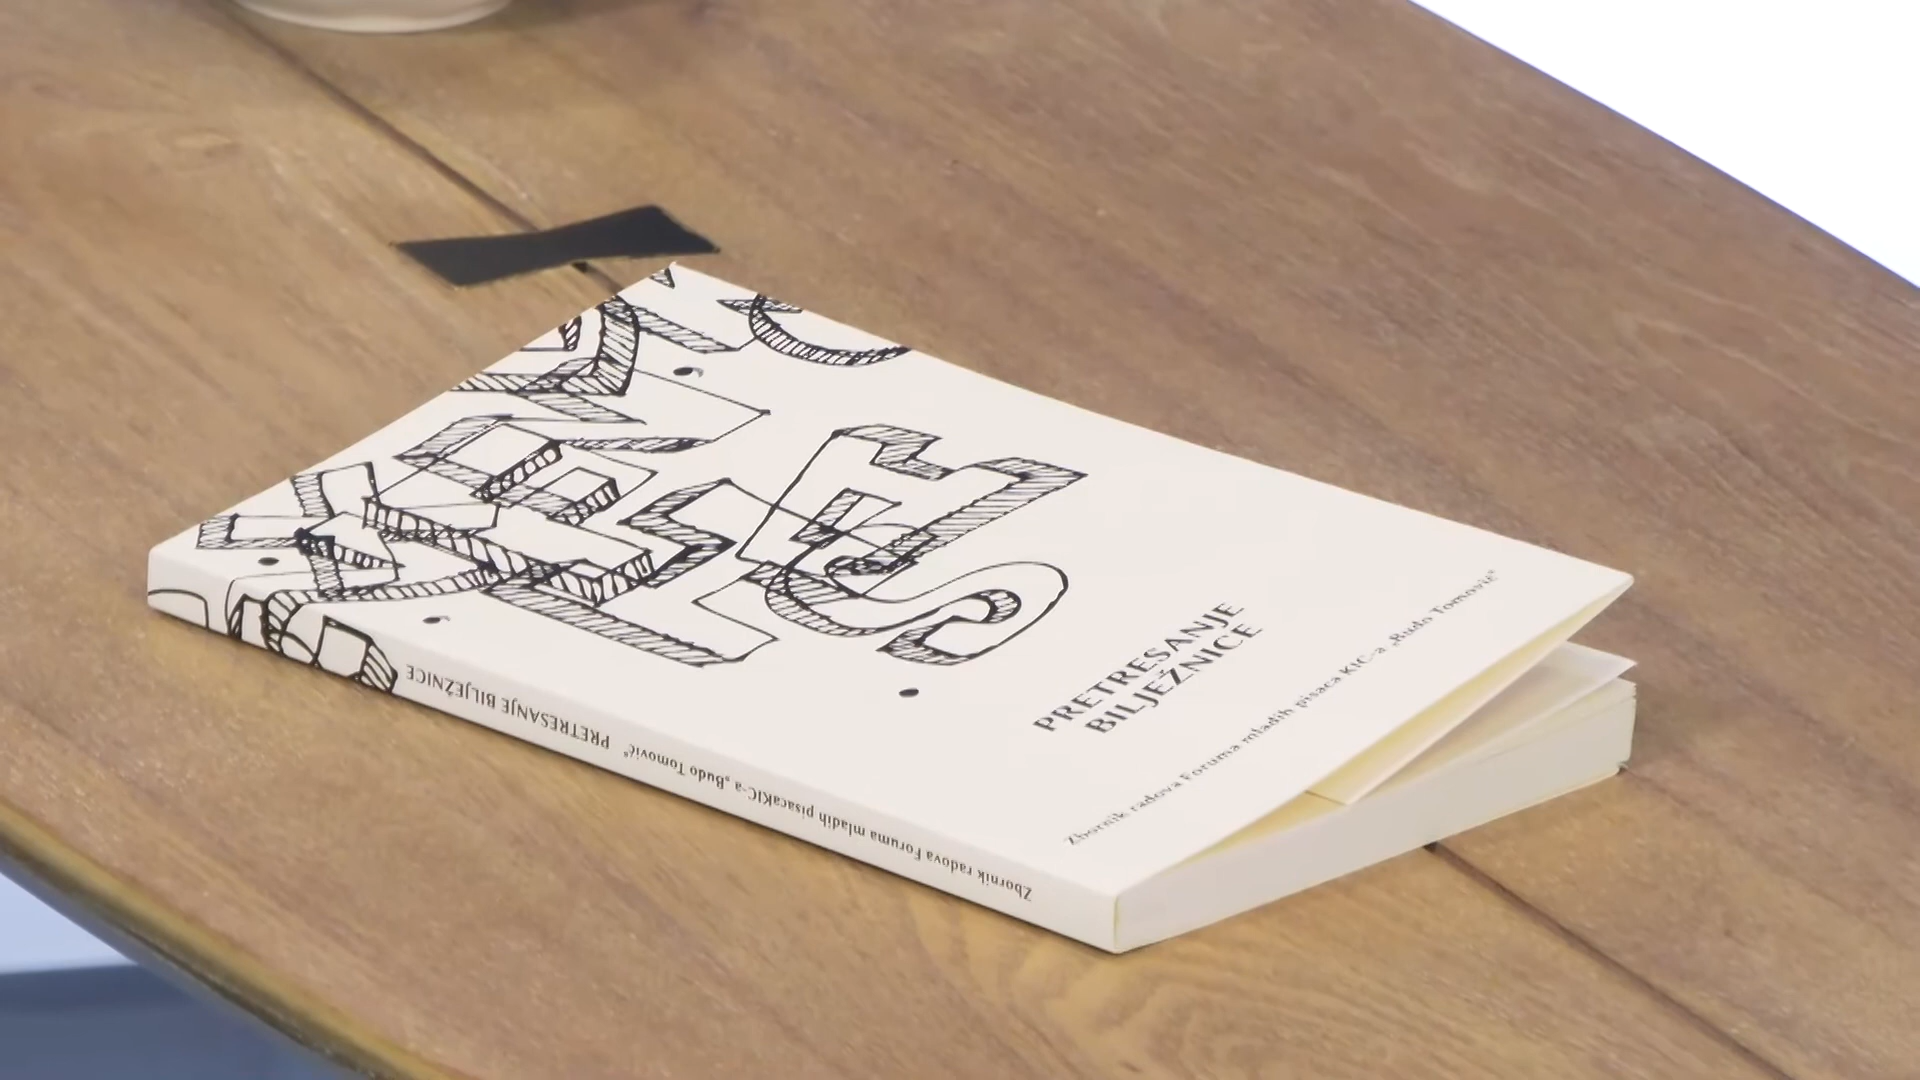 PRETRESANJE
BILJEŽNICE
Zbornik radova Foruma mladih pisaca KIC-a „Budo Tomović"
Zbornik radova Foruma mladih pisacaKIC-a „Budo Tomović" PRETRESANJE BILJEŽNICE